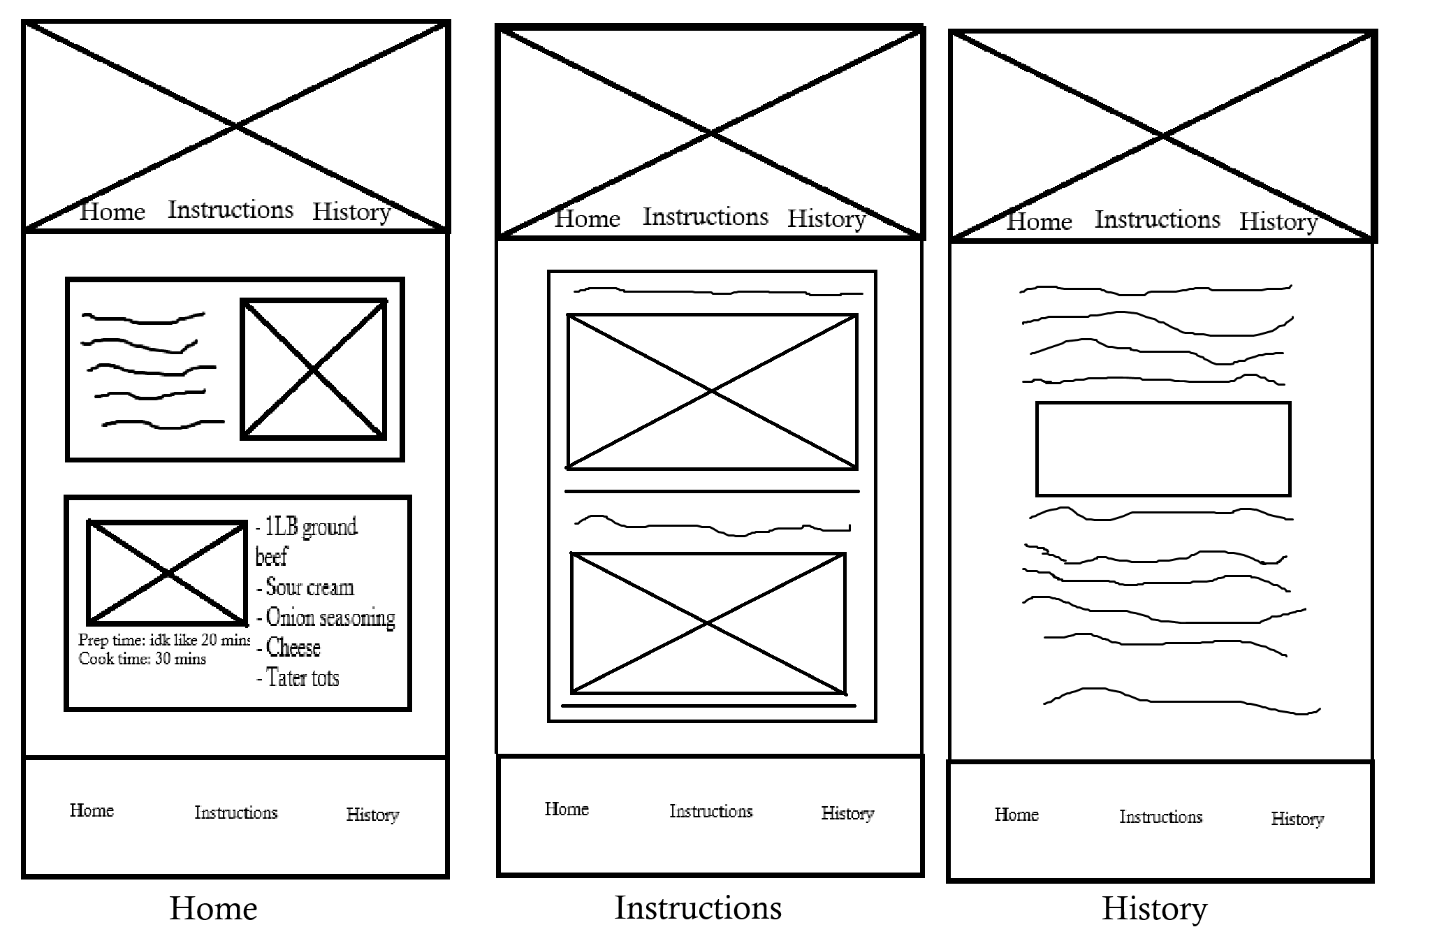 Home Instructions History
- 1LB ground
beef
- Sour cream
- Onion seasoning
- Cheese
- Tater tots
Prep time: idk like 20 mins
Cook time: 30 mins
Home Instructions History
Home
Home Instructions History
Home Instructions History
Instructions
Home Instructions History
Home Instructions History
History